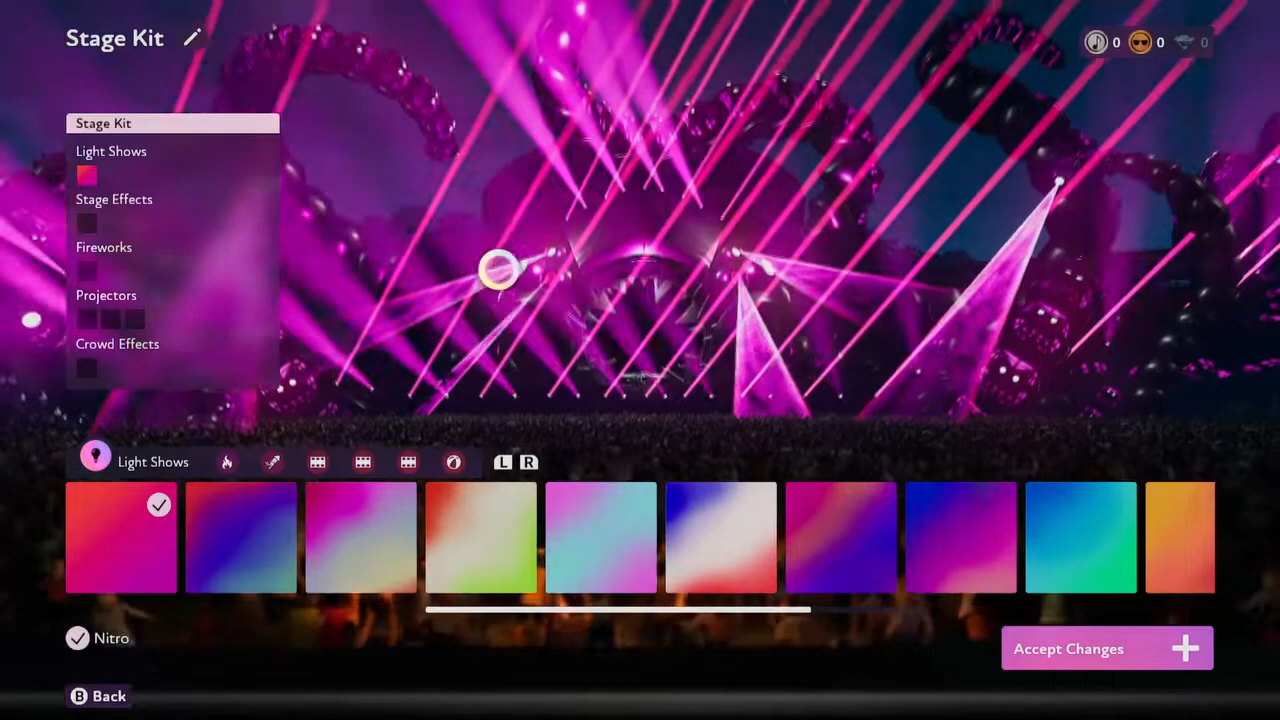 Stage Kit
0 0 0
Stage Kit
Light Shows
Stage Effects
Fireworks
Projectors
Crowd Effects
Light Shows L R
Nitro
Accept Changes
B Back